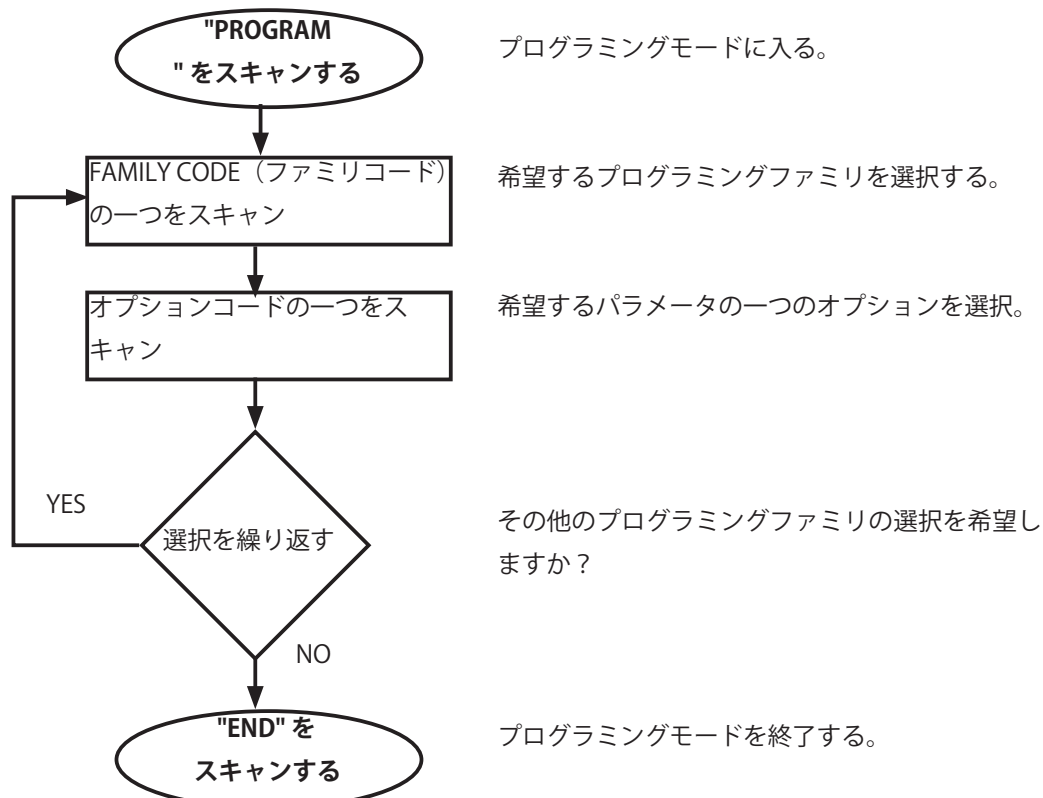 "PROGRAM
" をスキャンする
プログラミングモードに入る。
FAMILY CODE（ファミリコード）
の一つをスキャン
希望するプログラミングファミリを選択する。
オプションコードの一つをス
キャン
希望するパラメータの一つのオプションを選択。
YES
選択を繰り返す
その他のプログラミングファミリの選択を希望し
ますか？
NO
"END" を
スキャンする
プログラミングモードを終了する。